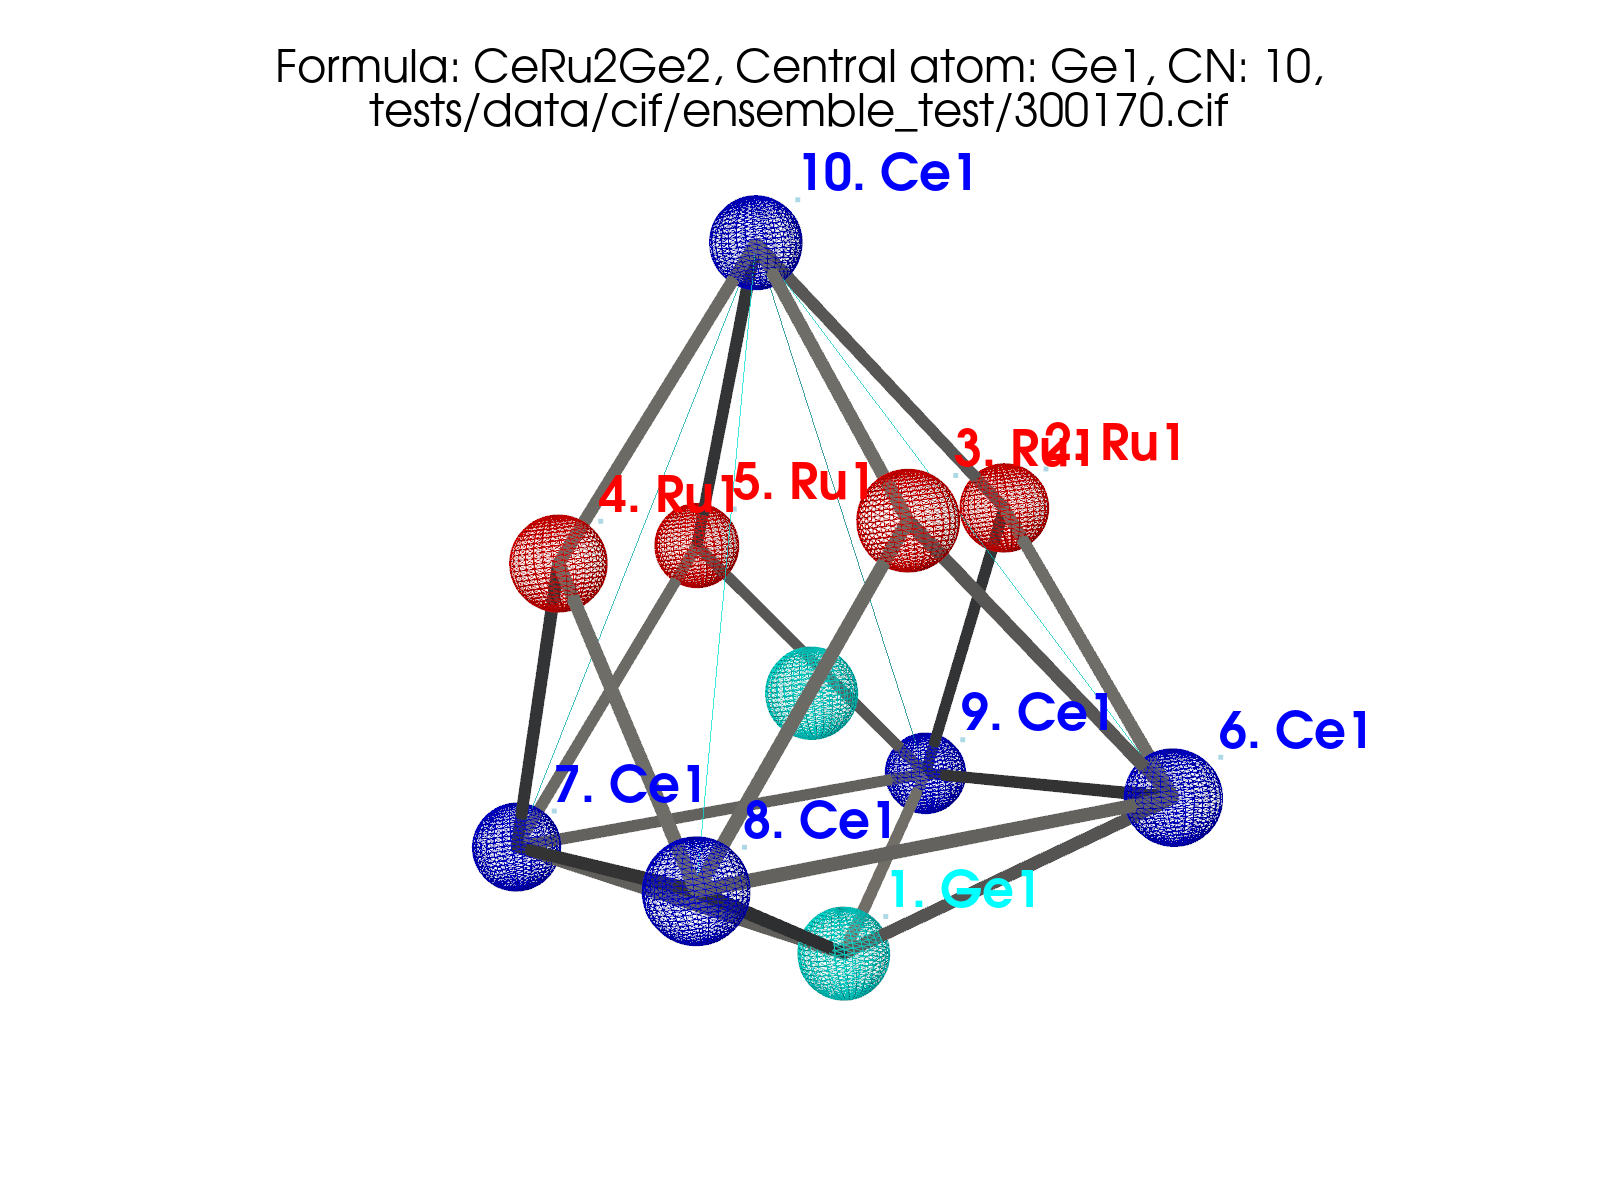 Formula: CeRu2Ge2, Central atom: Ge1, CN: 10,
tests/data/cif/ensemble_test/300170.cif
10. Ce1
3. Ru1
2. Ru1
5. Ru1
4. Ru1
9. Ce1
6. Ce1
7. Ce1
8. Ce1
1. Ge1